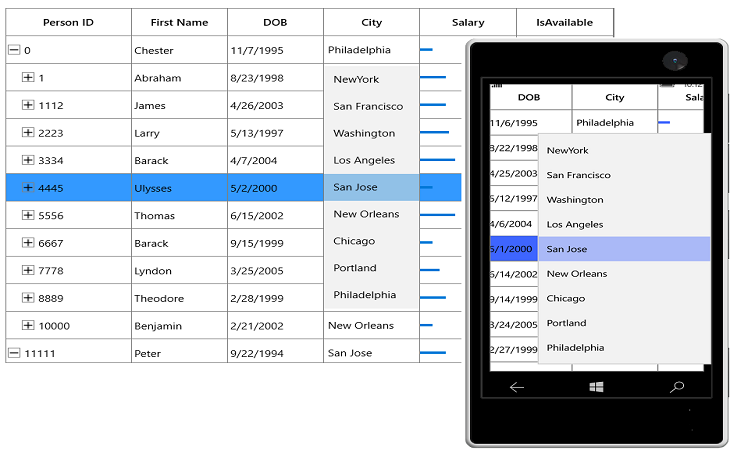 Person ID First Name DOB City Salary IsAvailable
0 Chester 11/7/1995 Philadelphia
1 Abraham 8/23/1998 NewYork
1112 James 4/26/2003 San Francisco
2223 Larry 5/13/1997 Washington
3334 Barack 4/7/2004 Los Angeles
4445 Ulysses 5/2/2000 San Jose
5556 Thomas 6/15/2002 New Orleans
6667 Barack 9/15/1999 Chicago
7778 Lyndon 3/25/2005 Portland
8889 Theodore 2/28/1999 Philadelphia
10000 Benjamin 2/21/2002 New Orleans
11111 Peter 9/22/1994 San Jose
DOB City Sala
11/6/1995 Philadelphia
8/22/1998 NewYork
4/25/2003 San Francisco
5/12/1997 Washington
4/6/2004 Los Angeles
5/1/2000 San Jose
6/14/2002 New Orleans
9/14/1999 Chicago
3/24/2005 Portland
2/27/1999 Philadelphia